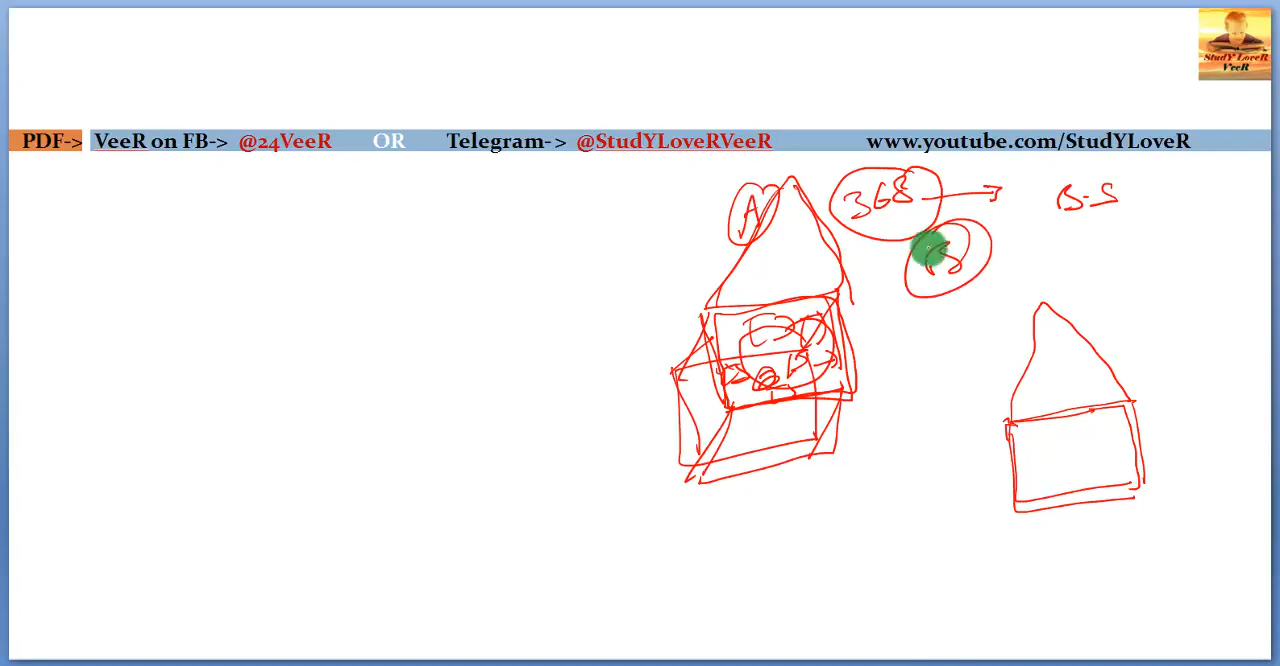 StudY LoveR
VeeR
PDF-> VeeR on FB-> @24VeeR OR Telegram-> @StudYLoveRVeeR www.youtube.com/StudYLoveR
A 368 B-S
B